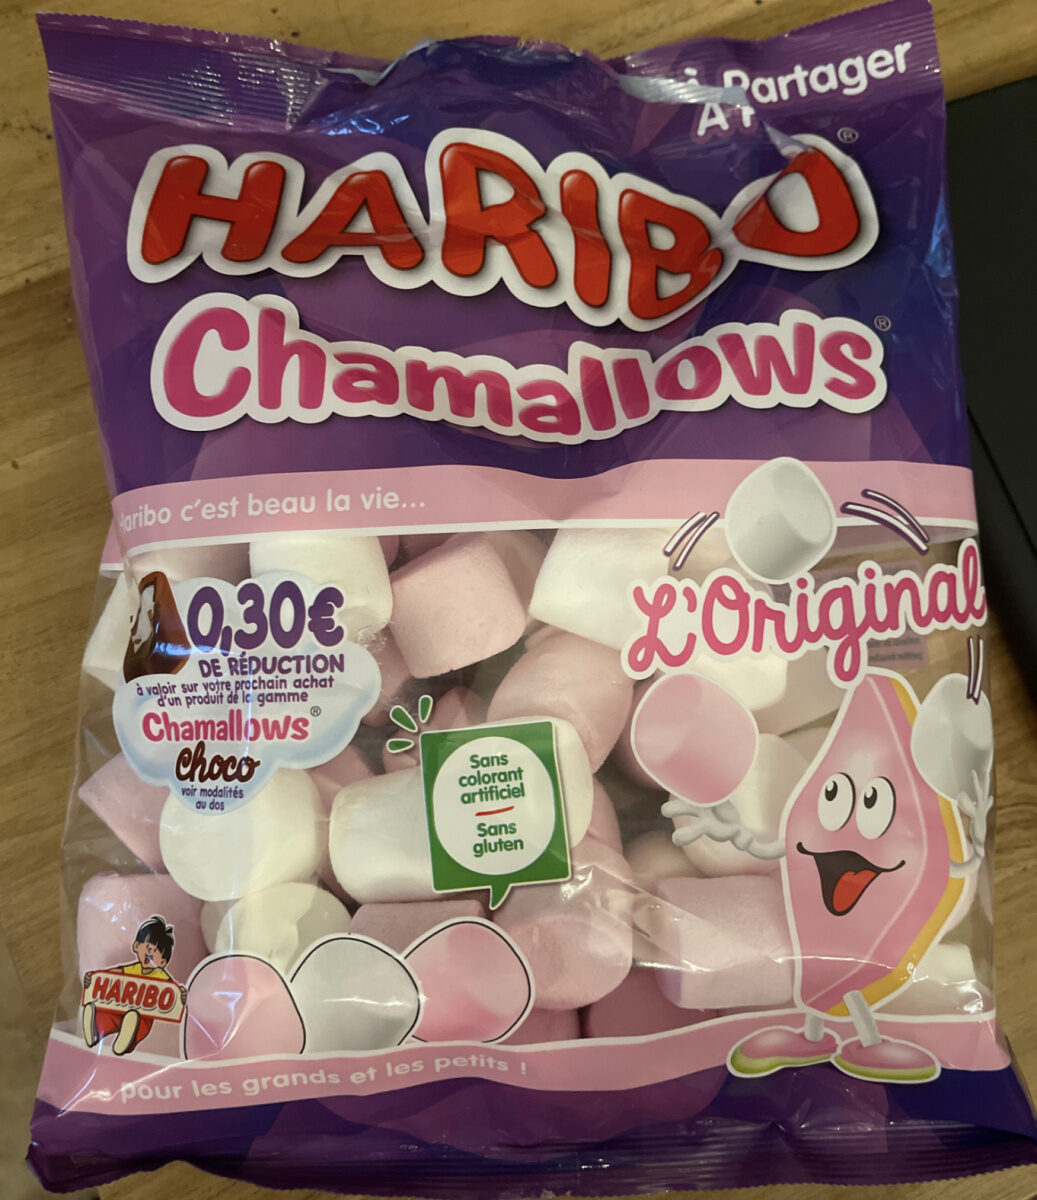 À Partager
HARIBO®
Chamallows®
Haribo c'est beau la vie...
L'Original
0,30€
DE RÉDUCTION
à valoir sur votre prochain achat
d'un produit de la gamme
Chamallows®
choco
voir modalités
au dos
Sans
colorant
artificiel
Sans
gluten
HARIBO
... pour les grands et les petits !